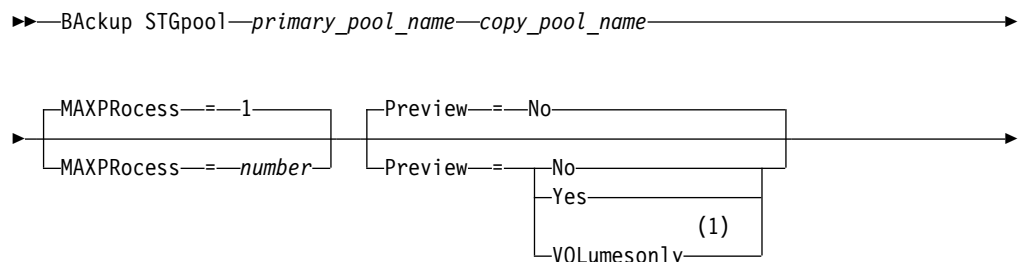 BAckup STGpool primary_pool_name copy_pool_name
MAXPRocess = 1 Preview = No
MAXPRocess = number Preview = No
Yes
(1)
VOLumesonly